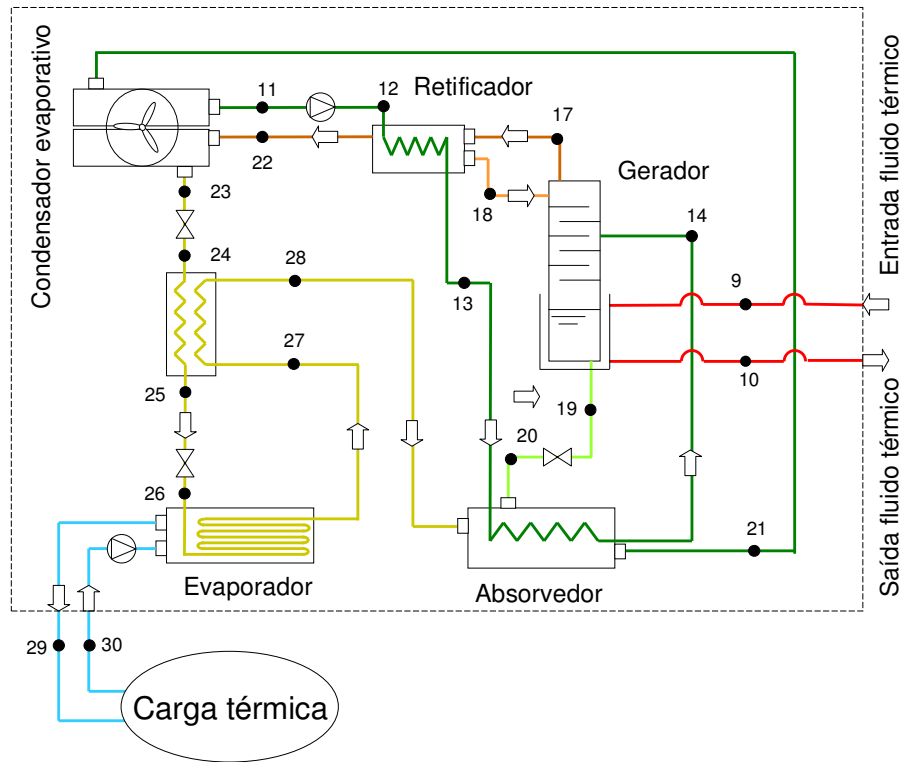 11
12
Retificador
17
22
Condensador evaporativo
23
18
Gerador
14
Entrada fluido térmico
24
28
13
9
27
10
25
19
20
Saída fluido térmico
26
21
Evaporador
Absorvedor
29
30
Carga térmica